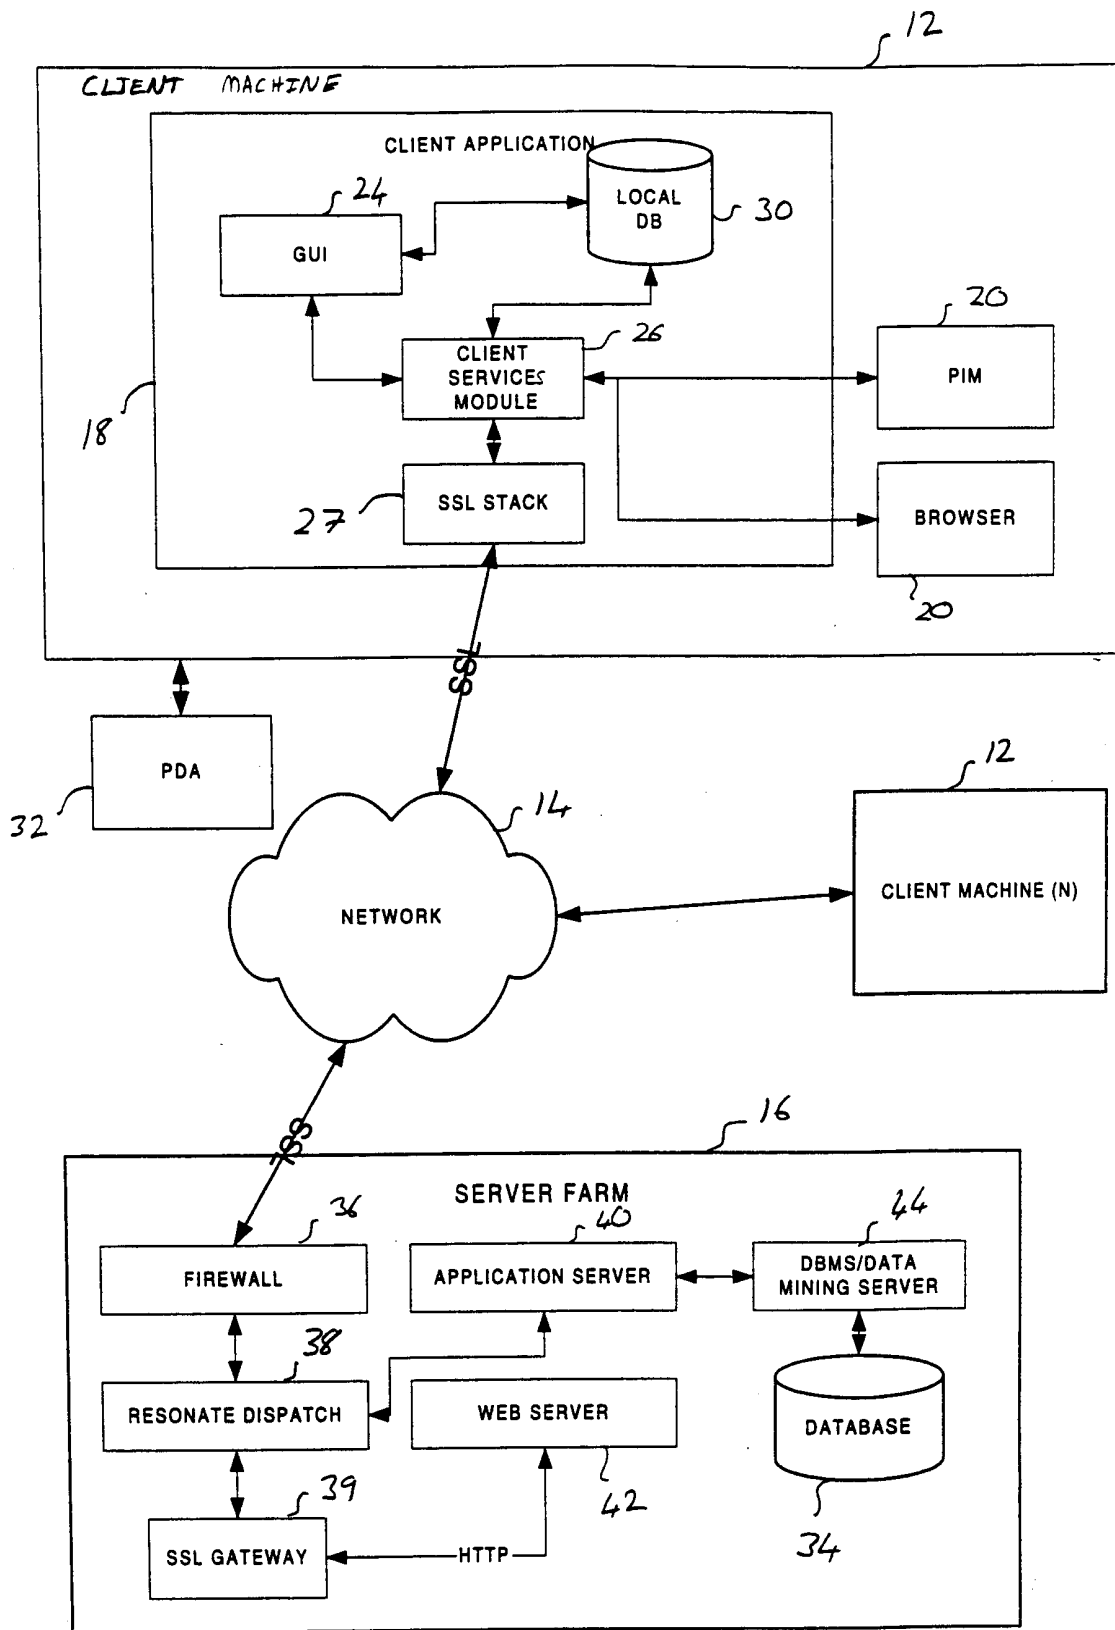 12
CLIENT MACHINE
CLIENT APPLICATION
24
GUI
LOCAL
DB
30
26
CLIENT
SERVICES
MODULE
20
PIM
18
27
SSL STACK
BROWSER
20
SSL
PDA
32
14
NETWORK
12
CLIENT MACHINE (N)
SSL
16
SERVER FARM
36
FIREWALL
40
APPLICATION SERVER
44
DBMS/DATA
MINING SERVER
38
RESONATE DISPATCH
WEB SERVER
42
DATABASE
34
39
SSL GATEWAY
HTTP